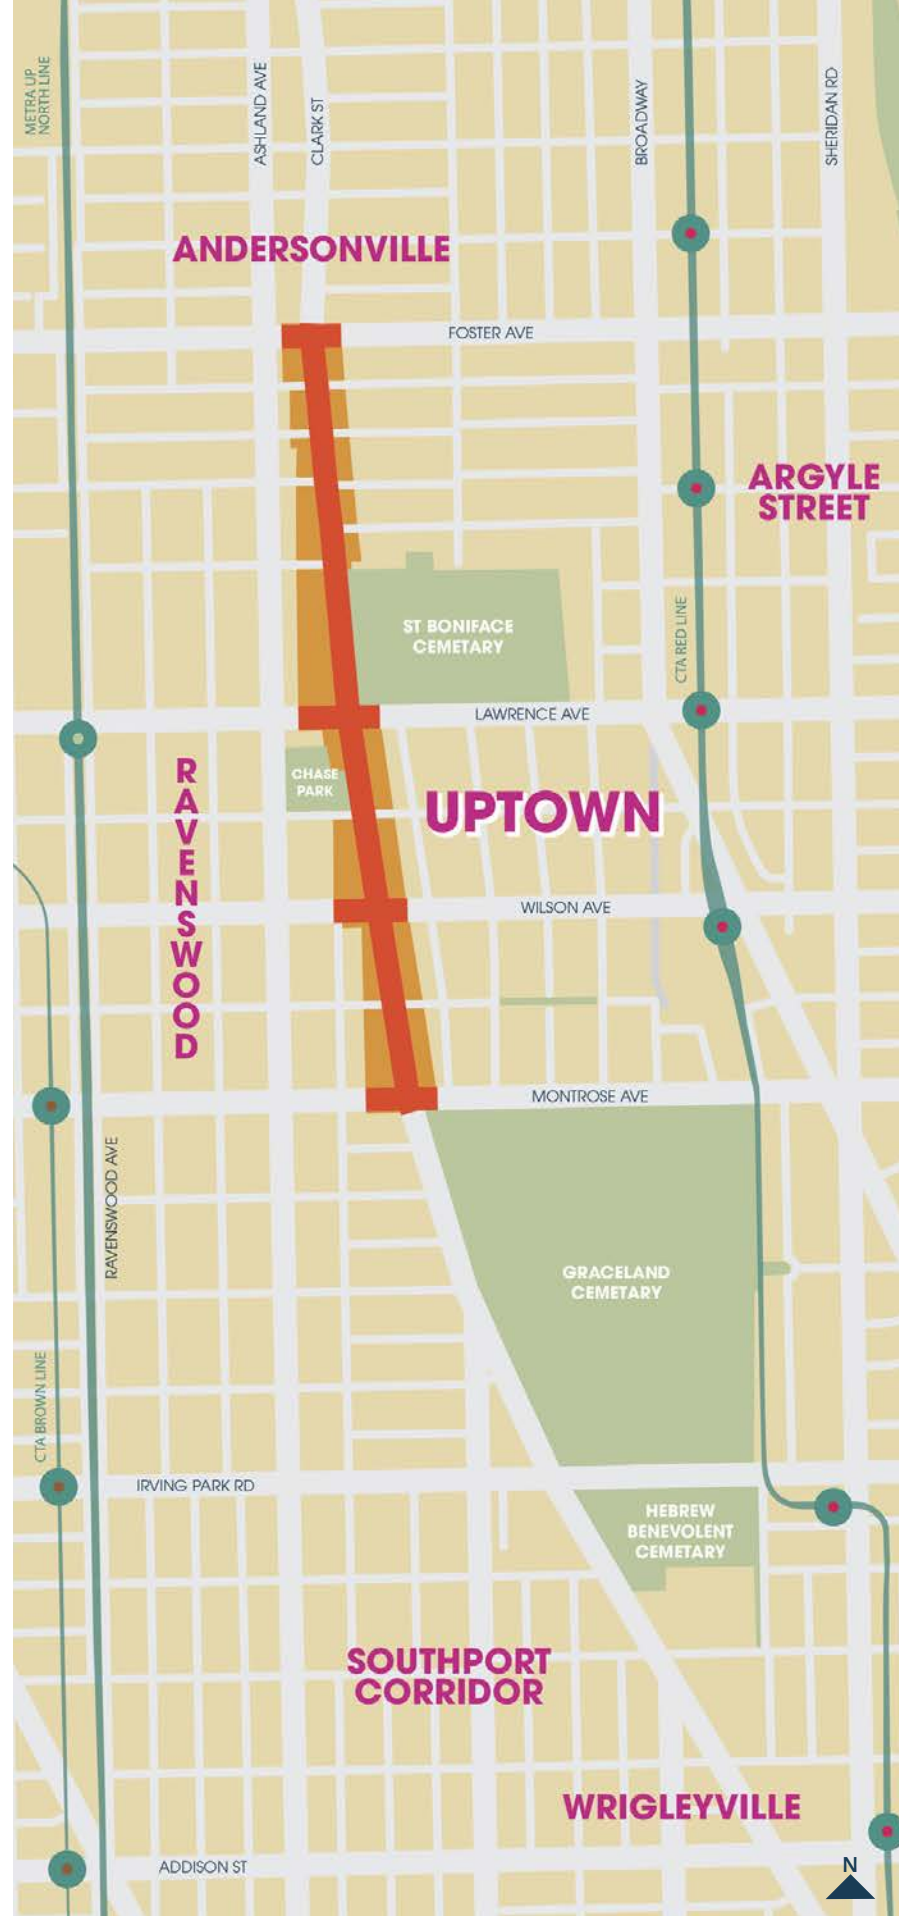 METRA UP
NORTH LINE
ASHLAND AVE
CLARK ST
BROADWAY
SHERIDAN RD
ANDERSONVILLE
FOSTER AVE
ARGYLE
STREET
CTA RED LINE
ST BONIFACE
CEMETARY
LAWRENCE AVE
CHASE
PARK
RAVENSWOOD
UPTOWN
WILSON AVE
MONTROSE AVE
RAVENSWOOD AVE
GRACELAND
CEMETARY
CTA BROWN LINE
IRVING PARK RD
HEBREW
BENEVOLENT
CEMETARY
SOUTHPORT
CORRIDOR
WRIGLEYVILLE
ADDISON ST
N